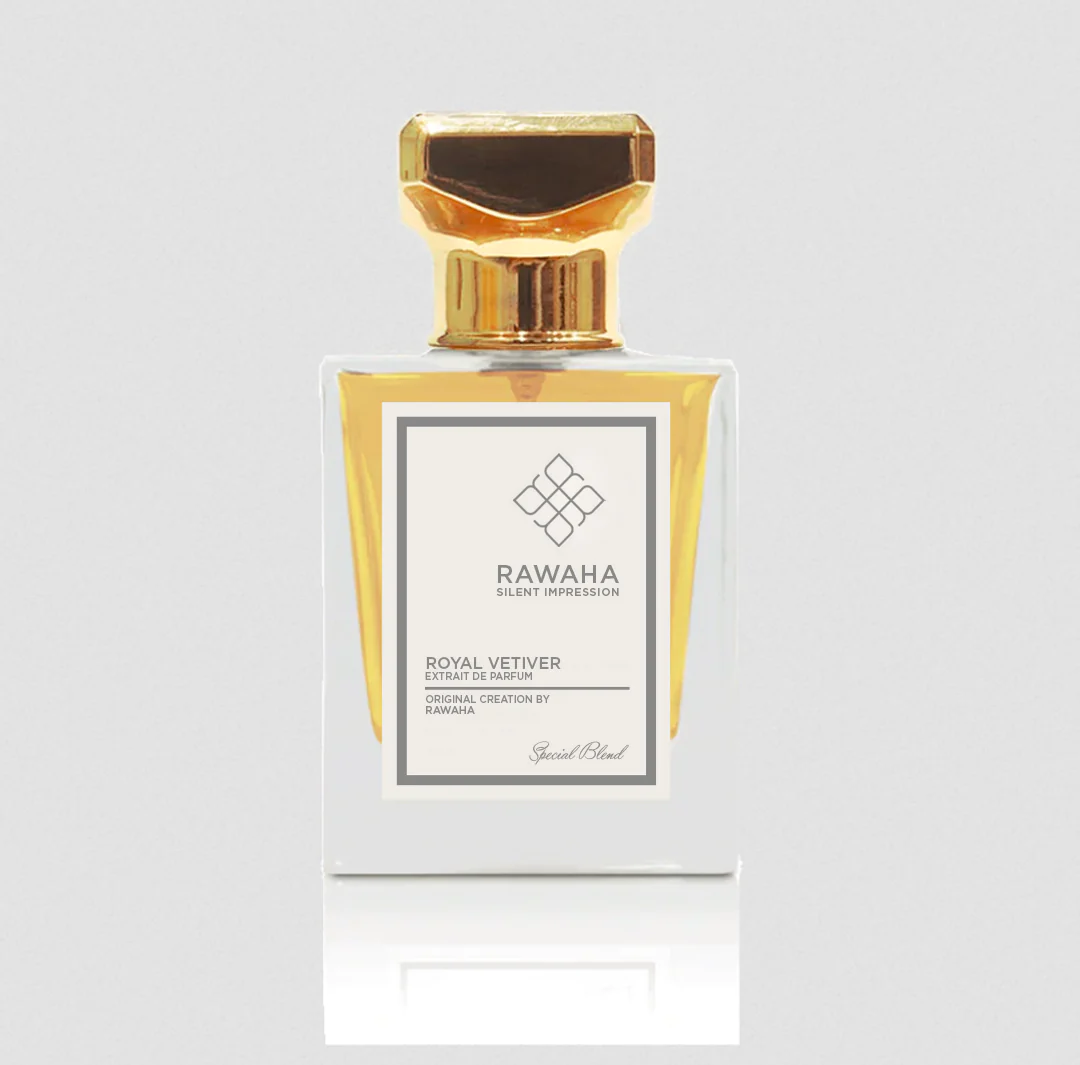 RAWAHA
SILENT IMPRESSION
ROYAL VETIVER
EXTRAIT DE PARFUM
ORIGINAL CREATION BY
RAWAHA
Special Blend